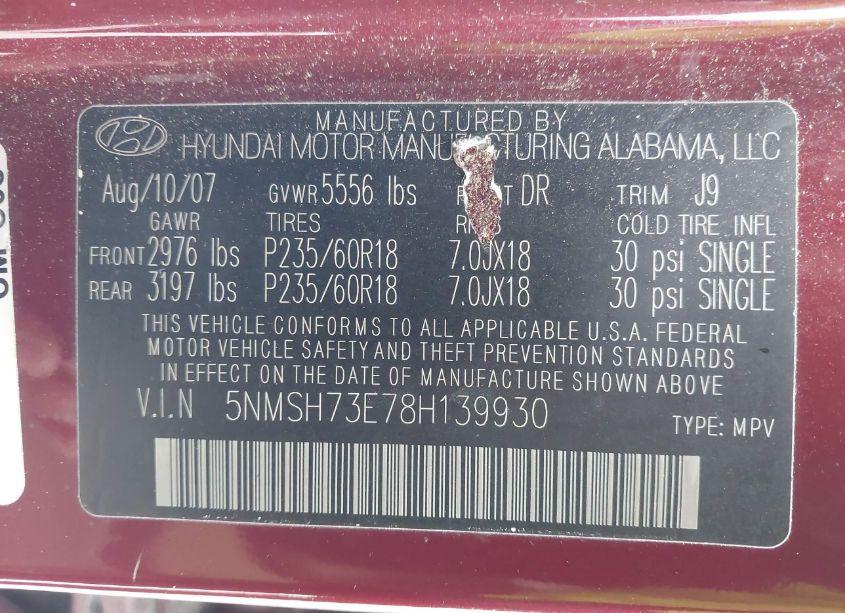 MANUFACTURED BY
HYUNDAI MOTOR MANUFACTURING ALABAMA, LLC
Aug/10/07 GVWR 5556 lbs DR TRIM J9
GAWR TIRES COLD TIRE INFL
FRONT 2976 lbs P235/60R18 7.0JX18 30 psi SINGLE
REAR 3197 lbs P235/60R18 7.0JX18 30 psi SINGLE
THIS VEHICLE CONFORMS TO ALL APPLICABLE U.S.A. FEDERAL
MOTOR VEHICLE SAFETY AND THEFT PREVENTION STANDARDS
IN EFFECT ON THE DATE OF MANUFACTURE SHOWN ABOVE
V.I.N 5NMSH73E78H139930 TYPE: MPV